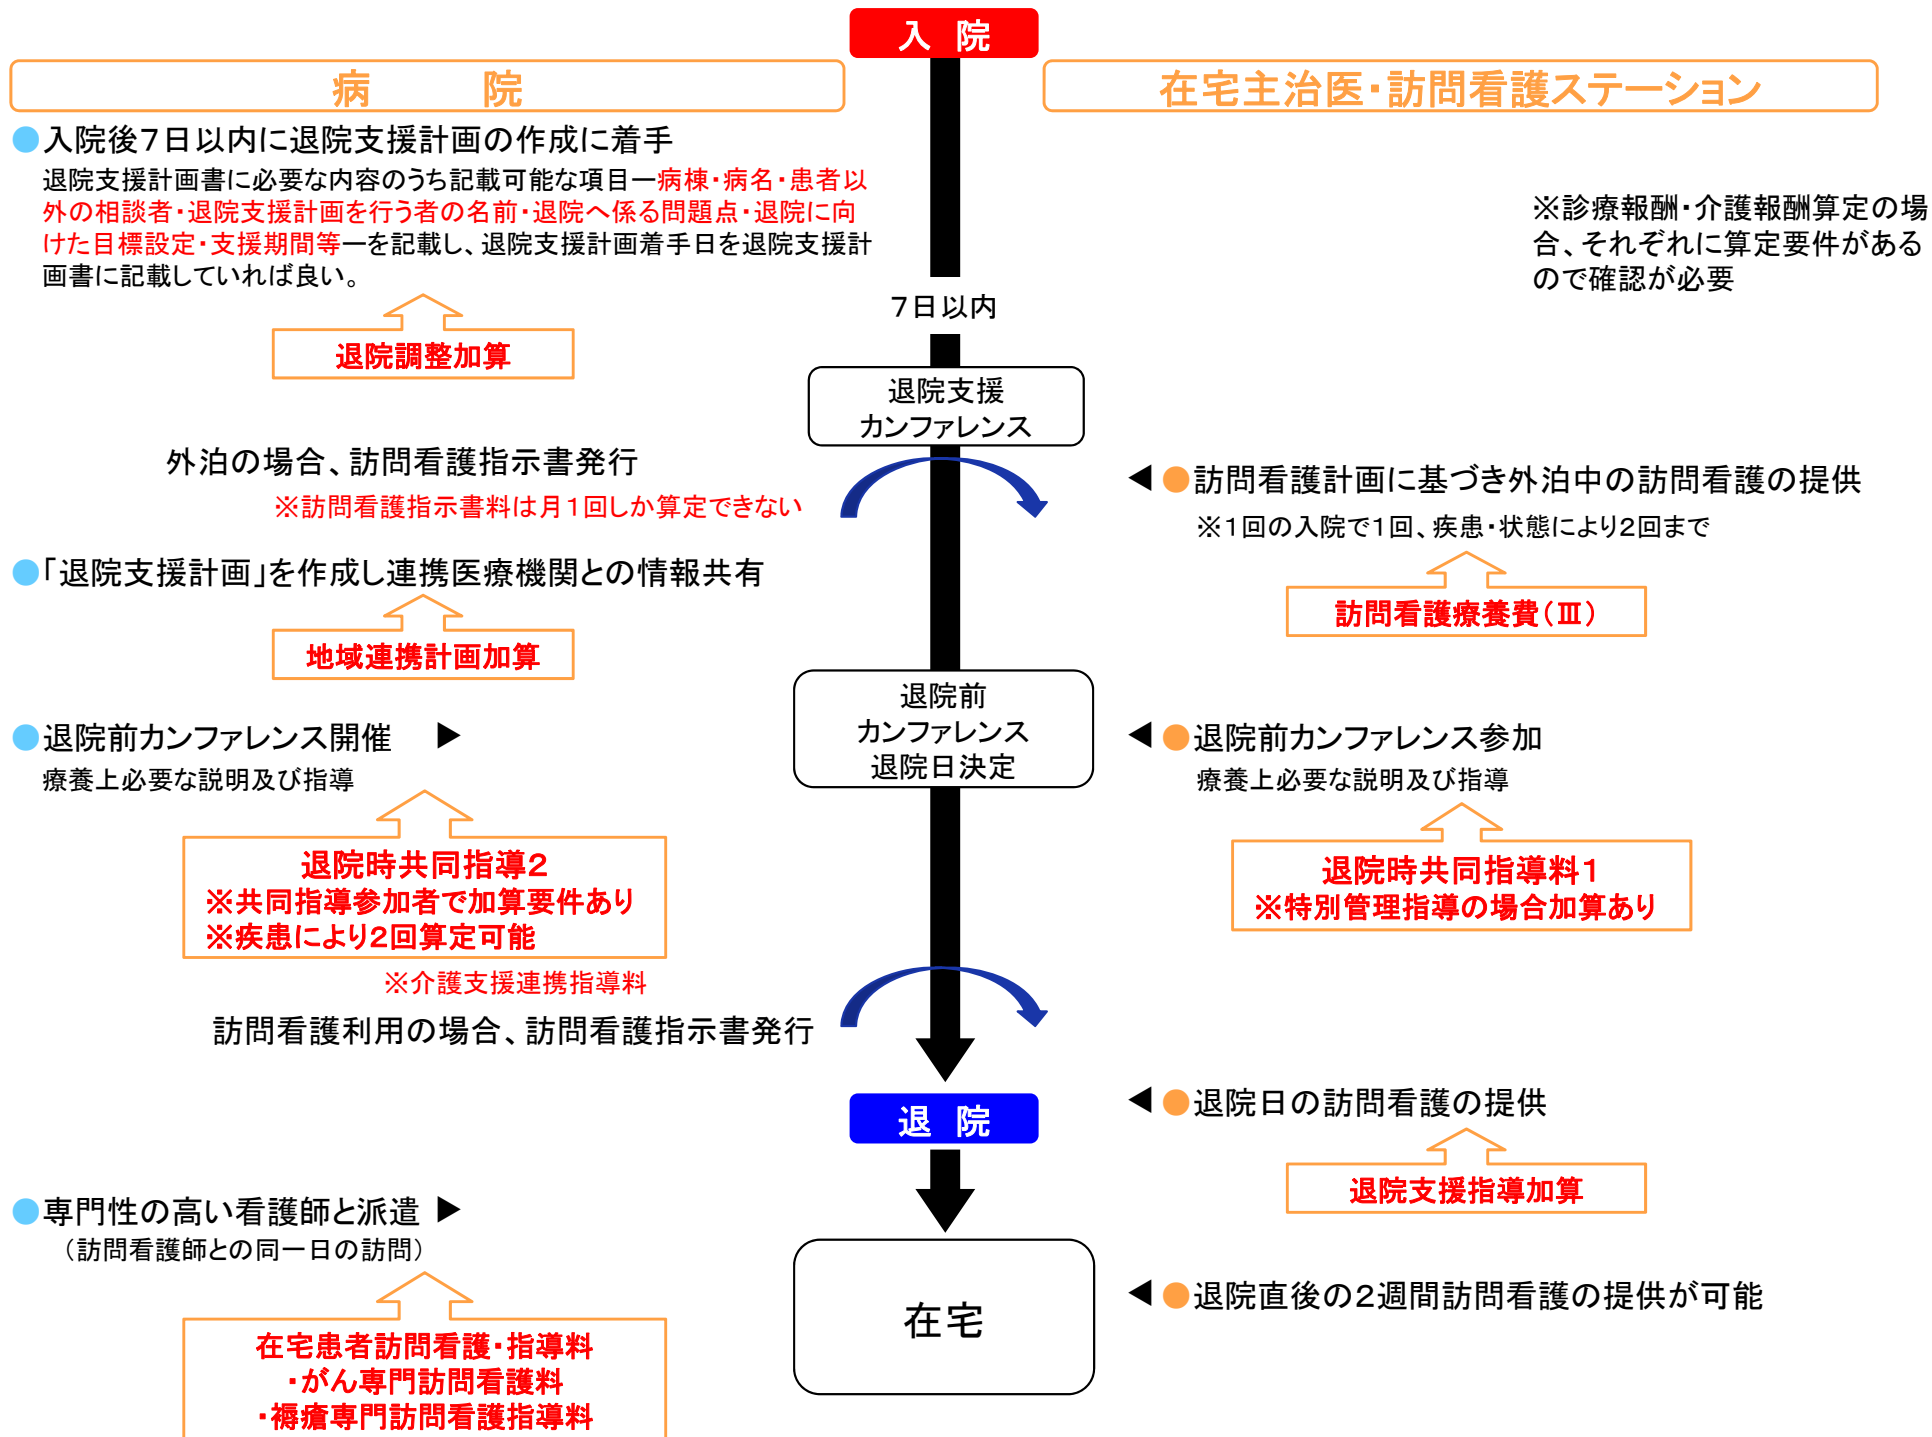 入　院
病　　　院
在宅主治医・訪問看護ステーション
●入院後7日以内に退院支援計画の作成に着手
退院支援計画書に必要な内容のうち記載可能な項目―病棟・病名・患者以
外の相談者・退院支援計画を行う者の名前・退院へ係る問題点・退院に向
けた目標設定・支援期間等―を記載し、退院支援計画着手日を退院支援計
画書に記載していれば良い。
退院調整加算
※診療報酬・介護報酬算定の場
合、それぞれに算定要件がある
ので確認が必要
7日以内
退院支援
カンファレンス
外泊の場合、訪問看護指示書発行
※訪問看護指示書料は月1回しか算定できない
◀●訪問看護計画に基づき外泊中の訪問看護の提供
※1回の入院で1回、疾患・状態により2回まで
訪問看護療養費(Ⅲ)
●「退院支援計画」を作成し連携医療機関との情報共有
地域連携計画加算
退院前
カンファレンス
退院日決定
●退院前カンファレンス開催　▶
療養上必要な説明及び指導
退院時共同指導2
※共同指導参加者で加算要件あり
※疾患により2回算定可能
※介護支援連携指導料
◀●退院前カンファレンス参加
療養上必要な説明及び指導
退院時共同指導料1
※特別管理指導の場合加算あり
訪問看護利用の場合、訪問看護指示書発行
退　院
◀●退院日の訪問看護の提供
退院支援指導加算
●専門性の高い看護師と派遣　▶
（訪問看護師との同一日の訪問）
在宅患者訪問看護・指導料
・がん専門訪問看護料
・褥瘡専門訪問看護指導料
在宅
◀●退院直後の2週間訪問看護の提供が可能